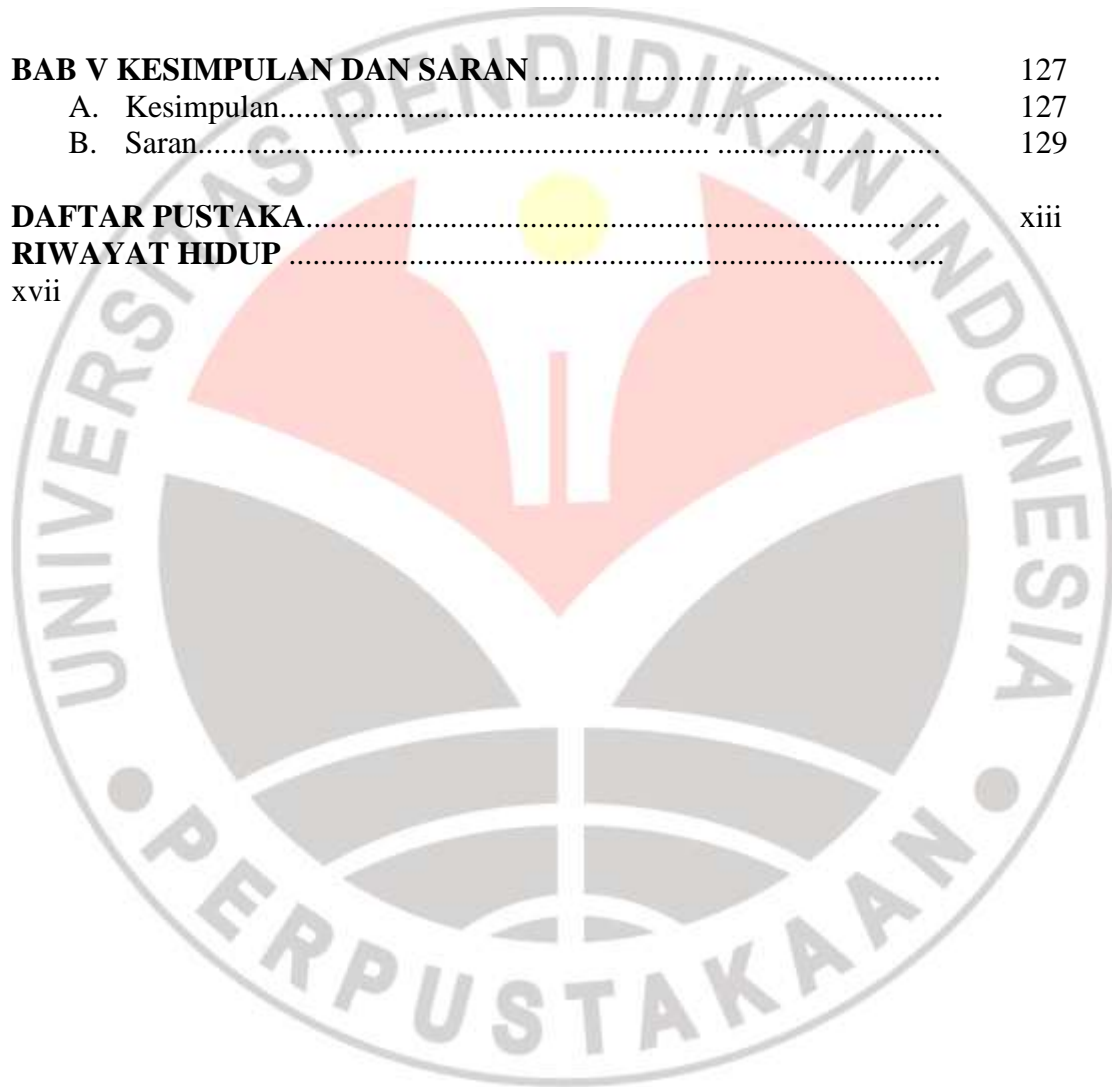 BAB V KESIMPULAN DAN SARAN .................................................... 127
A. Kesimpulan................................................................................. 127
B. Saran................................................................. ............................ 129
DAFTAR PUSTAKA................................................................................. xiii
RIWAYAT HIDUP ...................................................................................
xvii
UNIVERSITAS PENDIDIKAN INDONESIA
PERPUSTAKAAN